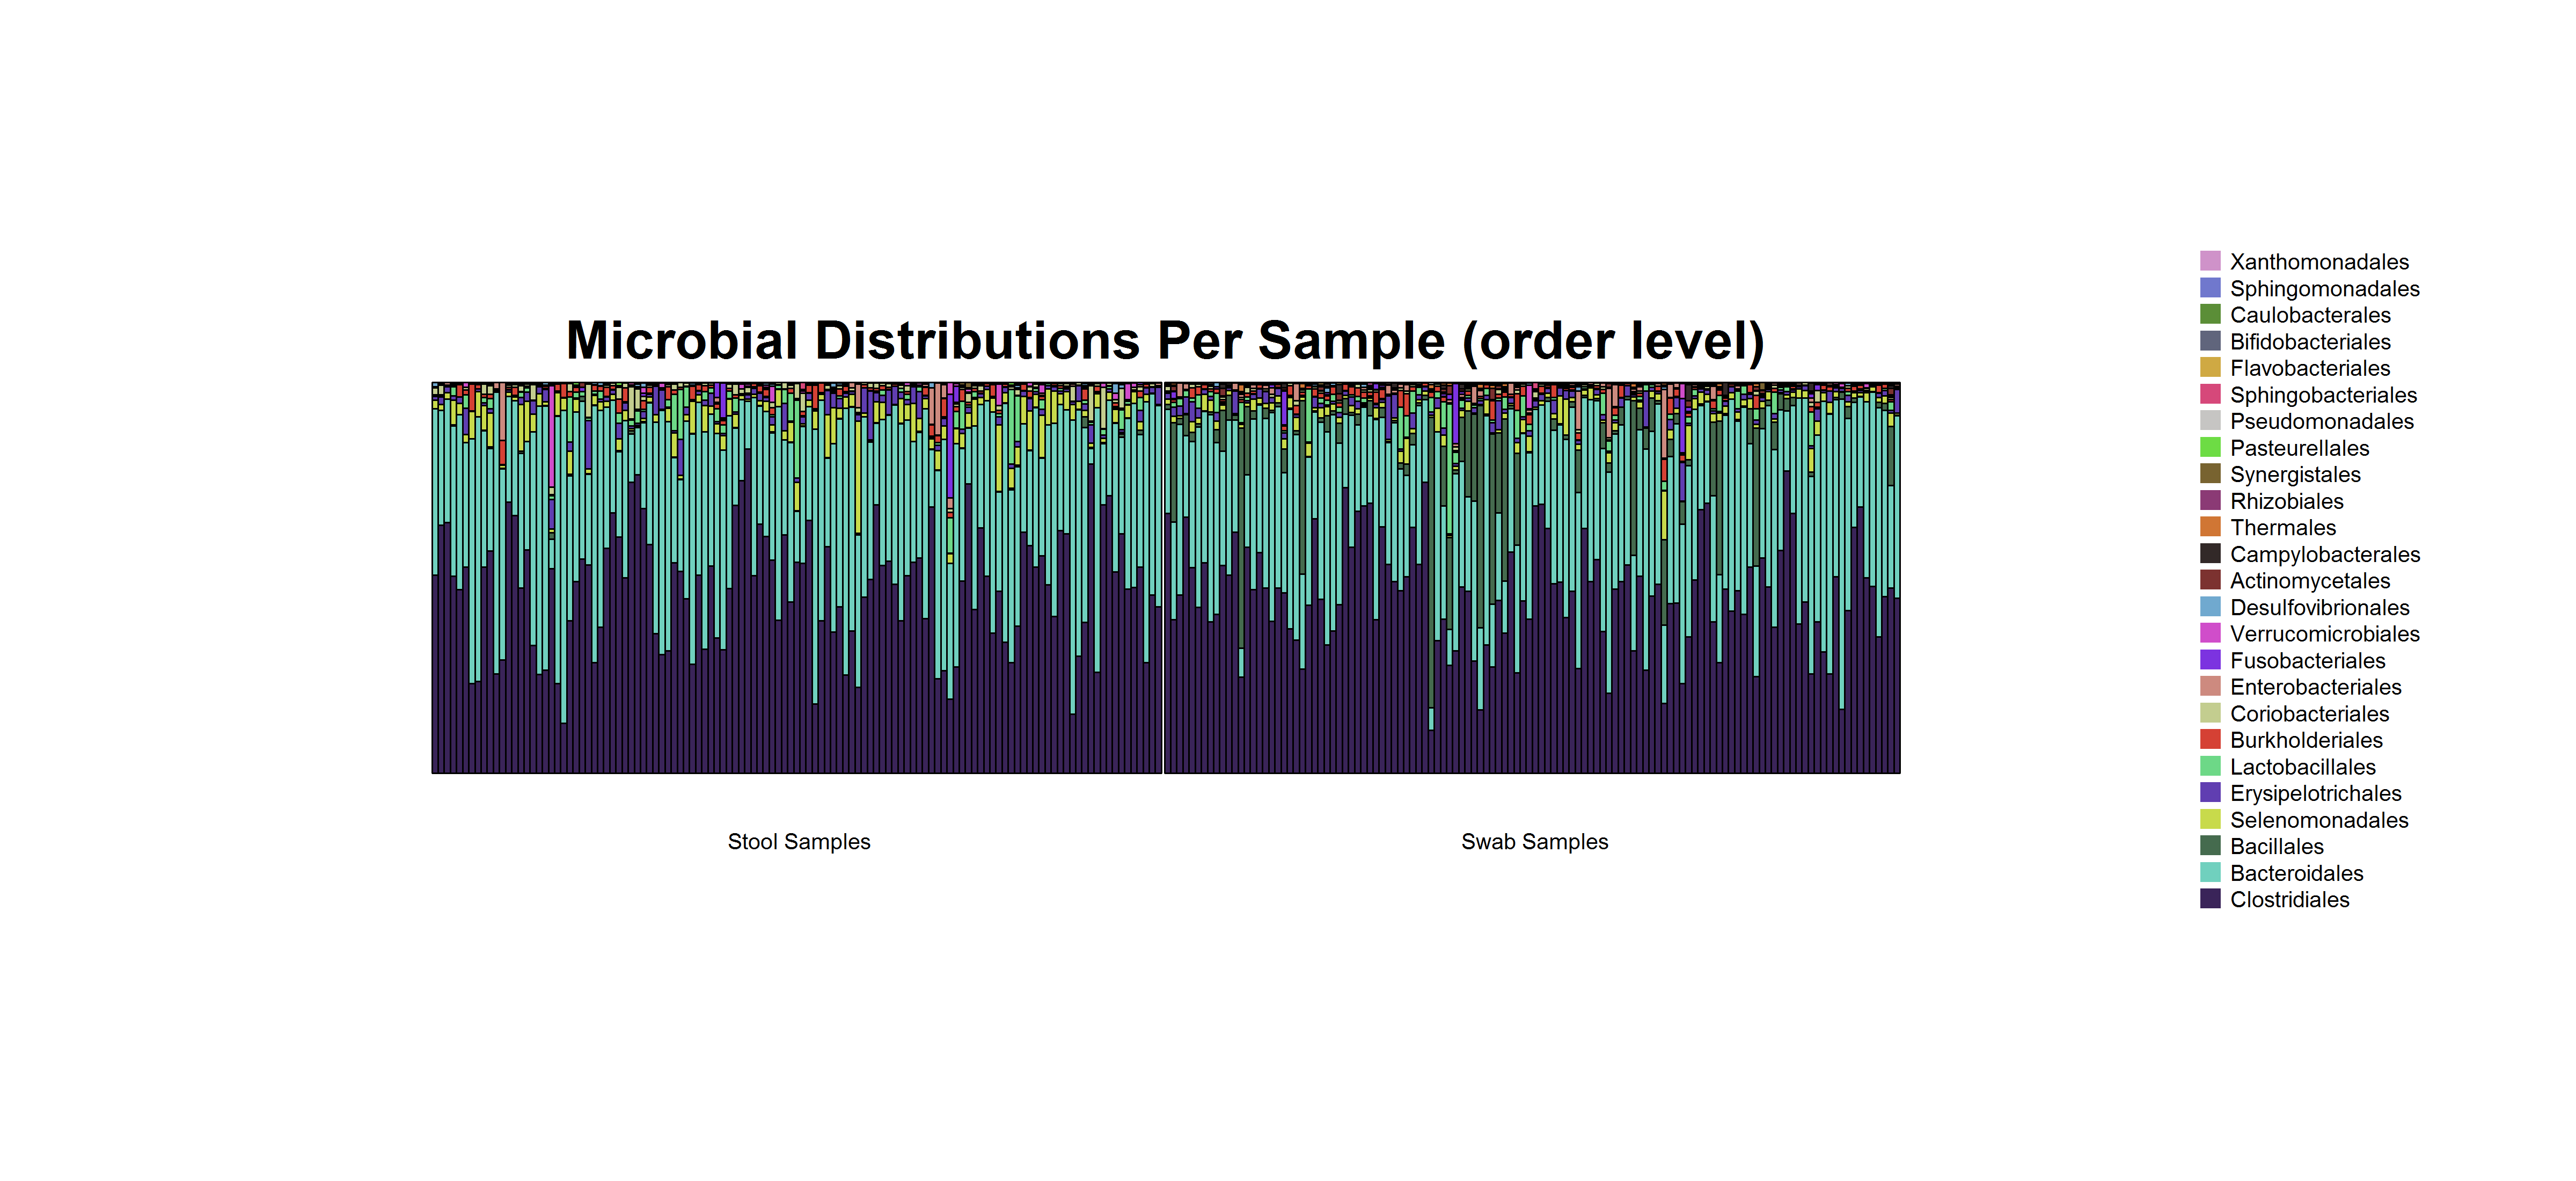 Microbial Distributions Per Sample (order level)
Stool Samples
Swab Samples
Xanthomonadales
Sphingomonadales
Caulobacterales
Bifidobacteriales
Flavobacteriales
Sphingobacteriales
Pseudomonadales
Pasteurellales
Synergistales
Rhizobiales
Thermales
Campylobacterales
Actinomycetales
Desulfovibrionales
Verrucomicrobiales
Fusobacteriales
Enterobacteriales
Coriobacteriales
Burkholderiales
Lactobacillales
Erysipelotrichales
Selenomonadales
Bacillales
Bacteroidales
Clostridiales